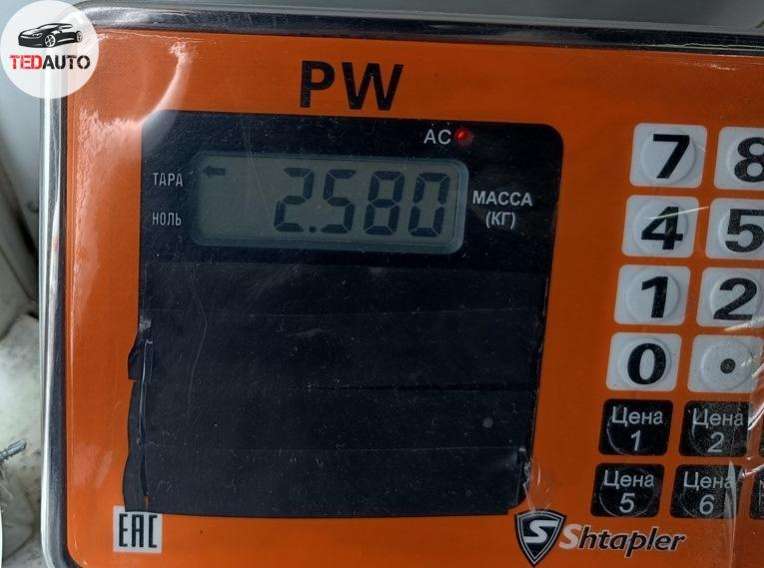 TEDAUTO
PW
AC
ТАРА
НОЛЬ
2.580
МАССА
(КГ)
7 8
4 5
1 2
0 .
Цена 1
Цена 2
Цена 5
Цена 6
EAC
S Shtapler